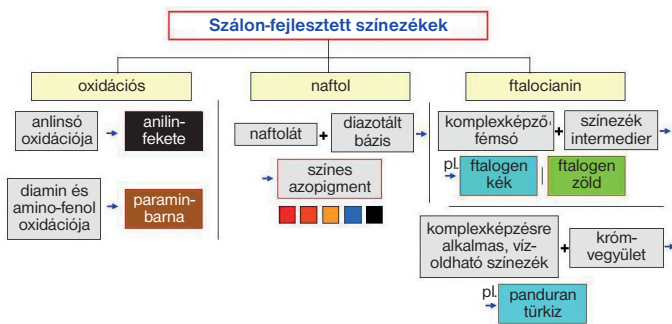 Szálon-fejlesztett színezékek
oxidációs
naftol
ftalocianin
anlinsó
oxidációja
anilin-
fekete
diamin és
amino-fenol
oxidációja
paramin-
barna
naftolát
+
diazotált
bázis
színes
azopigment
komplexképző
fémsó
+
színezék
intermedier
pl.
ftalogen
kék
ftalogen
zöld
komplexképzésre
alkalmas, víz-
oldható színezék
+
króm-
vegyület
pl.
panduran
türkiz